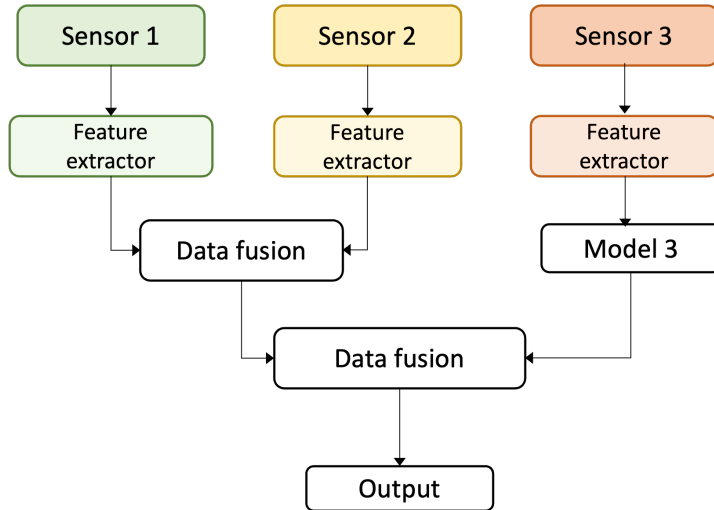 Sensor 1
Sensor 2
Sensor 3
Feature
extractor
Feature
extractor
Feature
extractor
Data fusion
Model 3
Data fusion
Output